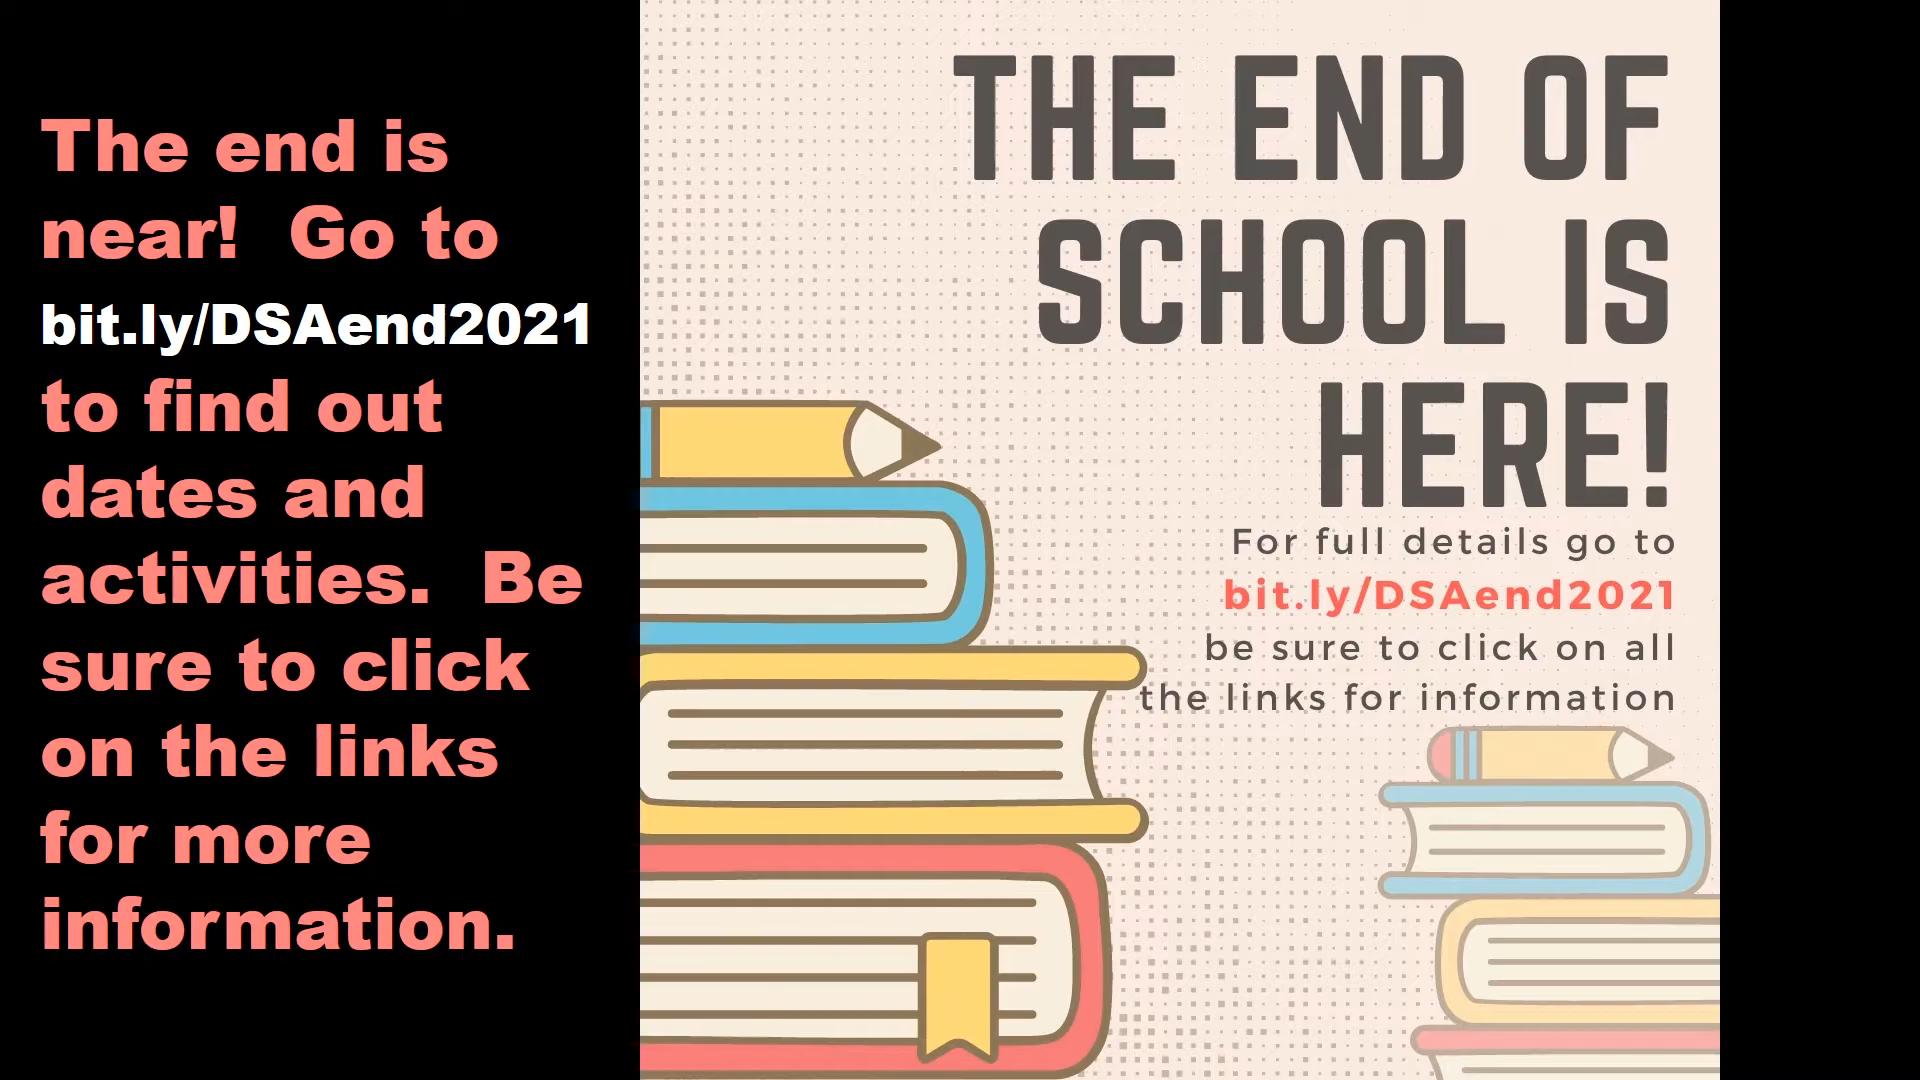 The end is
near!  Go to
bit.ly/DSAend2021
to find out
dates and
activities.  Be
sure to click
on the links
for more
information.
THE END OF
SCHOOL IS
HERE!
For full details go to
bit.ly/DSAend2021
be sure to click on all
the links for information